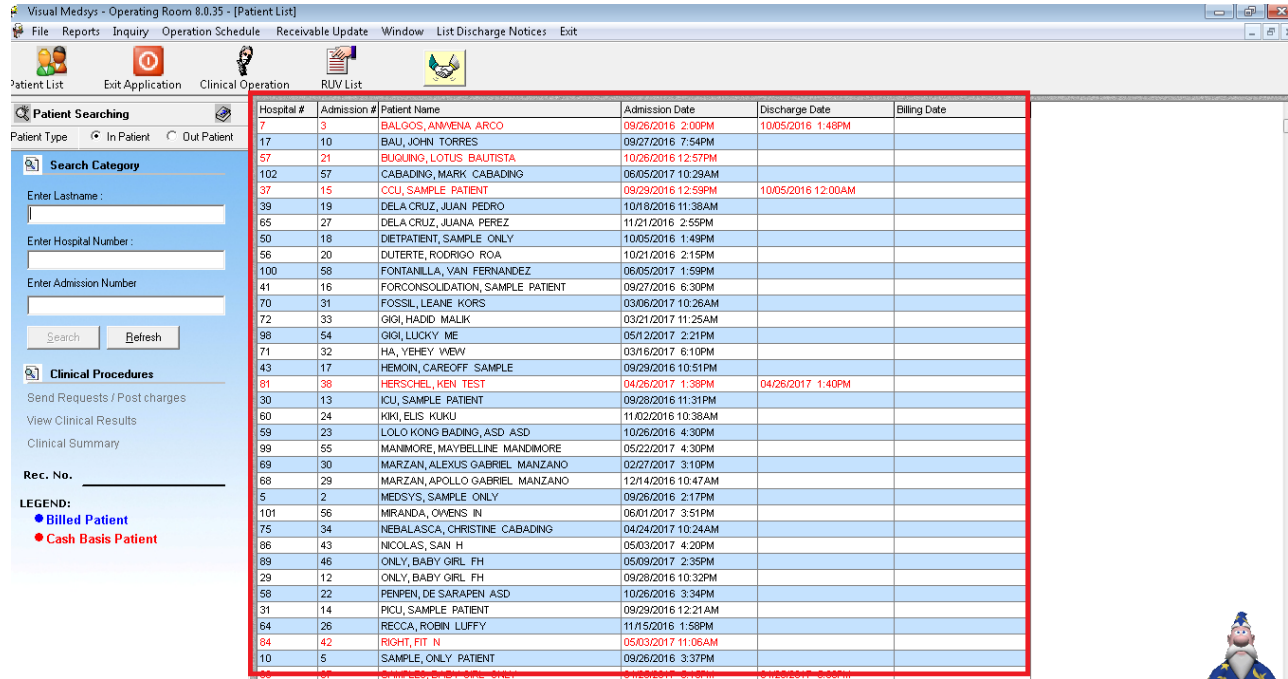 Visual Medsys - Operating Room 8.0.35 - [Patient List]
File Reports Inquiry Operation Schedule Receivable Update Window List Discharge Notices Exit
Patient List Exit Application Clinical Operation RUV List
Patient Searching
Patient Type In Patient Out Patient
Search Category
Enter Lastname :
Enter Hospital Number :
Enter Admission Number
Search Refresh
Clinical Procedures
Send Requests / Post charges
View Clinical Results
Clinical Summary
Rec. No.
LEGEND:
Billed Patient
Cash Basis Patient
Hospital # Admission # Patient Name Admission Date Discharge Date Billing Date
7 3 BALGOS, ANWENA ARCO 09/26/2016 2:00PM 10/05/2016 1:48PM
17 10 BAU, JOHN TORRES 09/27/2016 7:54PM
57 21 BUQUING, LOTUS BAUTISTA 10/26/2016 12:57PM
102 57 CABADING, MARK CABADING 06/05/2017 10:29AM
37 15 CCU, SAMPLE PATIENT 09/29/2016 12:59PM 10/05/2016 12:00AM
39 19 DELA CRUZ, JUAN PEDRO 10/18/2016 11:38AM
65 27 DELA CRUZ, JUANA PEREZ 11/21/2016 2:55PM
50 18 DIETPATIENT, SAMPLE ONLY 10/05/2016 1:49PM
56 20 DUTERTE, RODRIGO ROA 10/21/2016 2:15PM
100 58 FONTANILLA, VAN FERNANDEZ 06/05/2017 1:59PM
41 16 FORCONSOLIDATION, SAMPLE PATIENT 09/27/2016 6:30PM
70 31 FOSSIL, LEANE KORS 03/06/2017 10:26AM
72 33 GIGI, HADID MALIK 03/21/2017 11:25AM
98 54 GIGI, LUCKY ME 05/12/2017 2:21PM
71 32 HA, YEHEY WEW 03/16/2017 6:10PM
43 17 HEMOIN, CAREOFF SAMPLE 09/29/2016 10:51PM
81 38 HERSCHEL, KEN TEST 04/26/2017 1:38PM 04/26/2017 1:40PM
30 13 ICU, SAMPLE PATIENT 09/28/2016 11:31PM
60 24 KIKI, ELIS KUKU 11/02/2016 10:38AM
59 23 LOLO KONG BADING, ASD ASD 10/26/2016 4:30PM
99 55 MANIMORE, MAYBELLINE MANDIMORE 05/22/2017 4:30PM
69 30 MARZAN, ALEXUS GABRIEL MANZANO 02/27/2017 3:10PM
68 29 MARZAN, APOLLO GABRIEL MANZANO 12/14/2016 10:47AM
5 2 MEDSYS, SAMPLE ONLY 09/26/2016 2:17PM
101 56 MIRANDA, OWENS IN 06/01/2017 3:51PM
75 34 NEBALASCA, CHRISTINE CABADING 04/24/2017 10:24AM
86 43 NICOLAS, SAN H 05/03/2017 4:20PM
89 46 ONLY, BABY GIRL FH 05/09/2017 2:35PM
29 12 ONLY, BABY GIRL FH 09/28/2016 10:32PM
58 22 PENPEN, DE SARAPEN ASD 10/26/2016 3:34PM
31 14 PICU, SAMPLE PATIENT 09/29/2016 12:21AM
64 26 RECCA, ROBIN LUFFY 11/15/2016 1:58PM
84 42 RIGHT, FIT N 05/03/2017 11:06AM
10 5 SAMPLE, ONLY PATIENT 09/26/2016 3:37PM